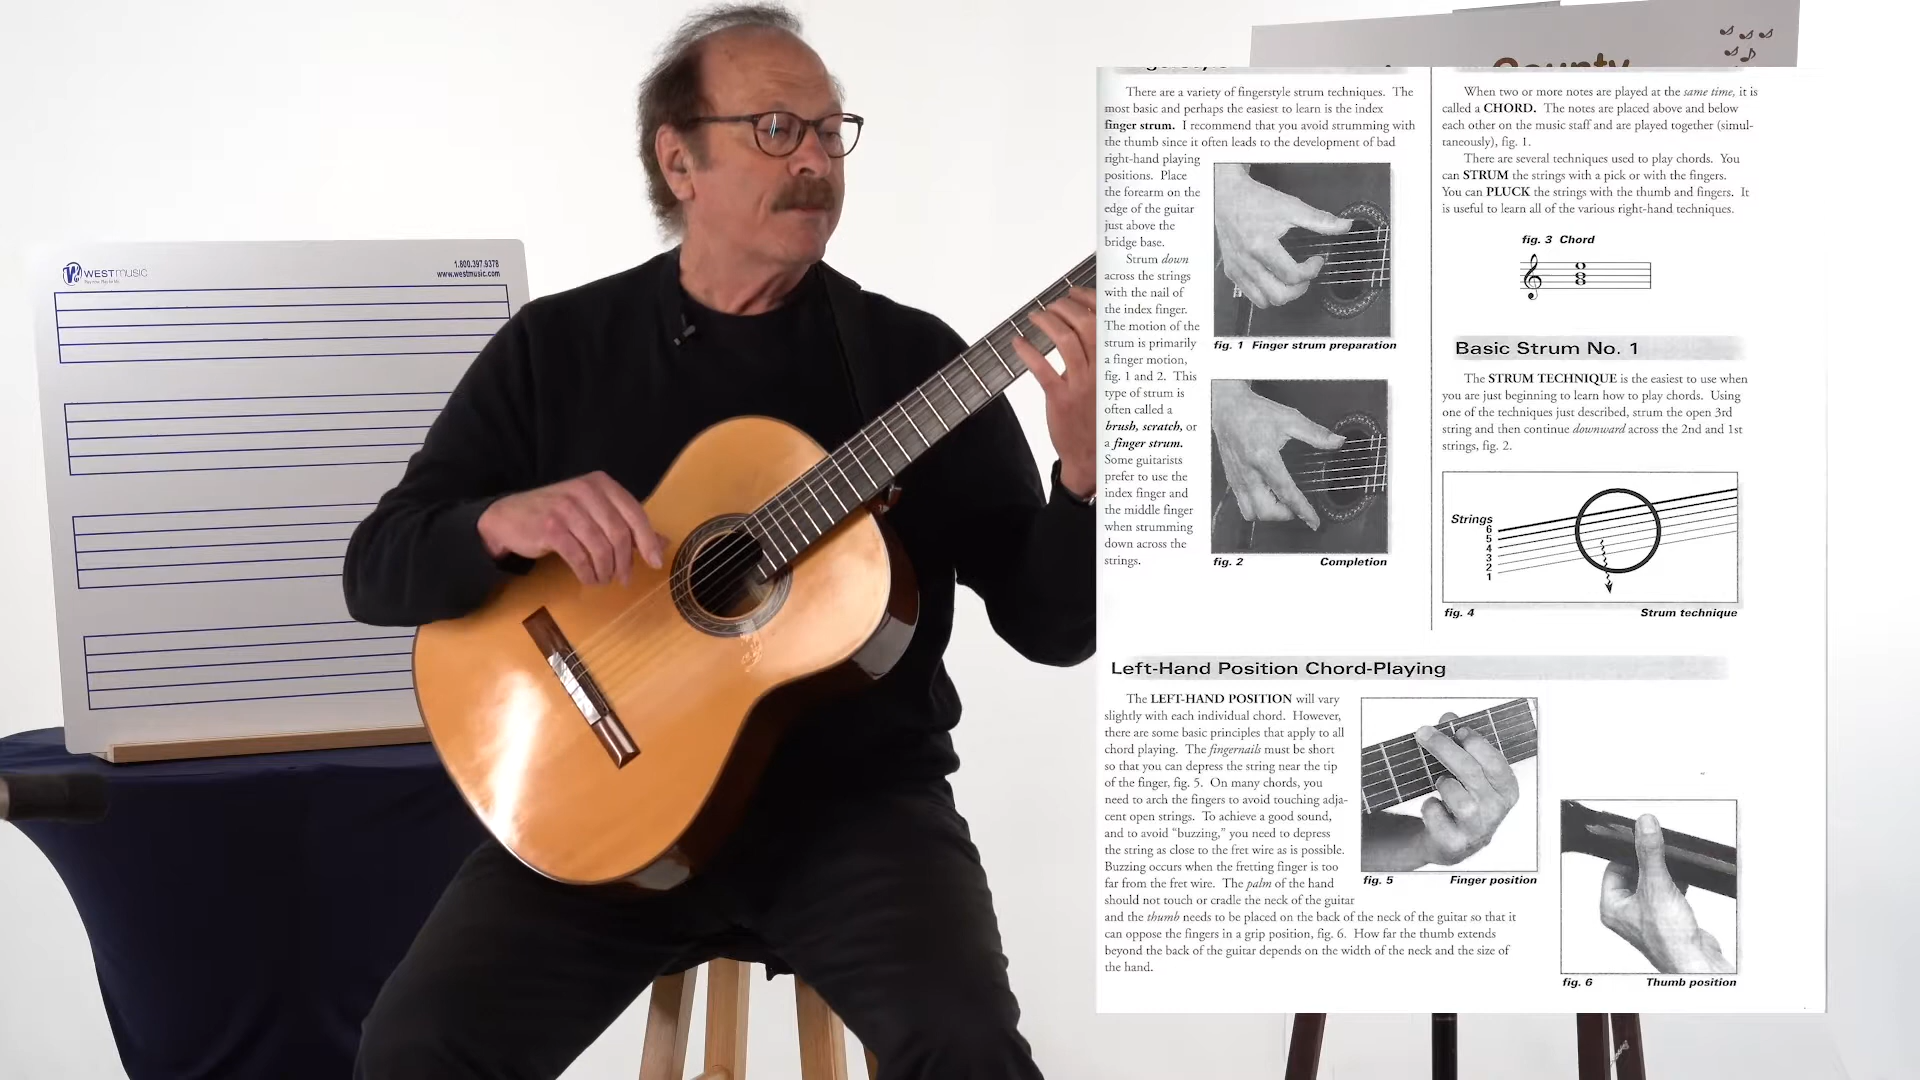 WESTMUSIC
1.800.397.9378
www.westmusic.com
County
There are a variety of fingerstyle strum techniques. The
most basic and perhaps the easiest to learn is the index
finger strum. I recommend that you avoid strumming with
the thumb since it often leads to the development of bad
right-hand playing
positions. Place
the forearm on the
edge of the guitar
just above the
bridge base.
Strum down
across the strings
with the nail of
the index finger.
The motion of the
strum is primarily
a finger motion,
fig. 1 and 2. This
type of strum is
often called a
brush, scratch, or
a finger strum.
Some guitarists
prefer to use the
index finger and
the middle finger
when strumming
down across the
strings.
fig. 1 Finger strum preparation
fig. 2 Completion
When two or more notes are played at the same time, it is
called a CHORD. The notes are placed above and below
each other on the music staff and are played together (simul-
taneously), fig. 1.
There are several techniques used to play chords. You
can STRUM the strings with a pick or with the fingers.
You can PLUCK the strings with the thumb and fingers. It
is useful to learn all of the various right-hand techniques.
fig. 3 Chord
Basic Strum No. 1
The STRUM TECHNIQUE is the easiest to use when
you are just beginning to learn how to play chords. Using
one of the techniques just described, strum the open 3rd
string and then continue downward across the 2nd and 1st
strings, fig. 2.
Strings
6
5
4
3
2
1
fig. 4 Strum technique
Left-Hand Position Chord-Playing
The LEFT-HAND POSITION will vary
slightly with each individual chord. However,
there are some basic principles that apply to all
chord playing. The fingernails must be short
so that you can depress the string near the tip
of the finger, fig. 5. On many chords, you
need to arch the fingers to avoid touching adja-
cent open strings. To achieve a good sound,
and to avoid "buzzing," you need to depress
the string as close to the fret wire as is possible.
Buzzing occurs when the fretting finger is too
far from the fret wire. The palm of the hand
should not touch or cradle the neck of the guitar
and the thumb needs to be placed on the back of the neck of the guitar so that it
can oppose the fingers in a grip position, fig. 6. How far the thumb extends
beyond the back of the guitar depends on the width of the neck and the size of
the hand.
fig. 5 Finger position
fig. 6 Thumb position